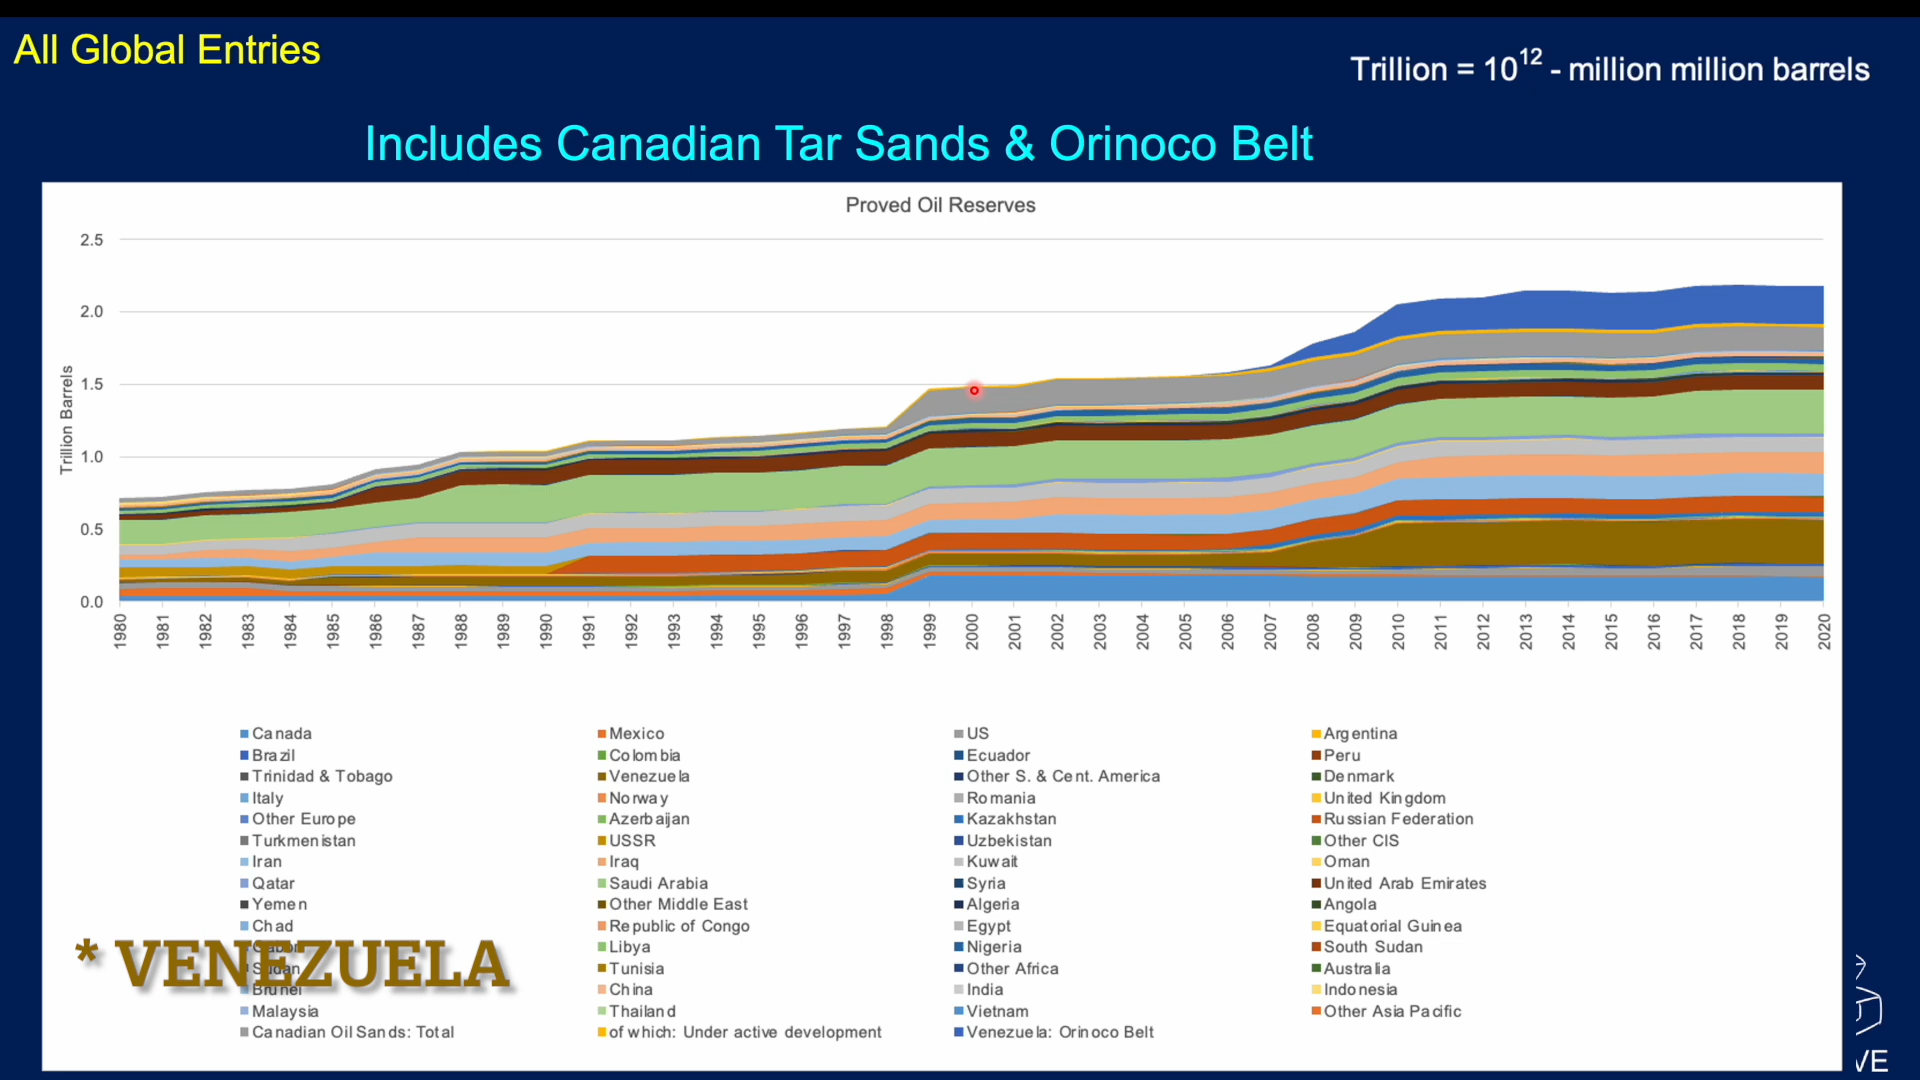 All Global Entries
Trillion = 10¹² - million million barrels
Includes Canadian Tar Sands & Orinoco Belt
Proved Oil Reserves
Trillion Barrels
2.5
2.0
1.5
1.0
0.5
0.0
1980 1981 1982 1983 1984 1985 1986 1987 1988 1989 1990 1991 1992 1993 1994 1995 1996 1997 1998 1999 2000 2001 2002 2003 2004 2005 2006 2007 2008 2009 2010 2011 2012 2013 2014 2015 2016 2017 2018 2019 2020
Canada Mexico US Argentina
Brazil Colombia Ecuador Peru
Trinidad & Tobago Venezuela Other S. & Cent. America Denmark
Italy Norway Romania United Kingdom
Other Europe Azerbaijan Kazakhstan Russian Federation
Turkmenistan USSR Uzbekistan Other CIS
Iran Iraq Kuwait Oman
Qatar Saudi Arabia Syria United Arab Emirates
Yemen Other Middle East Algeria Angola
Chad Republic of Congo Egypt Equatorial Guinea
Gabon Libya Nigeria South Sudan
* VENEZUELA
Sudan Tunisia Other Africa Australia
Brunei China India Indonesia
Malaysia Thailand Vietnam Other Asia Pacific
Canadian Oil Sands: Total of which: Under active development Venezuela: Orinoco Belt
VE